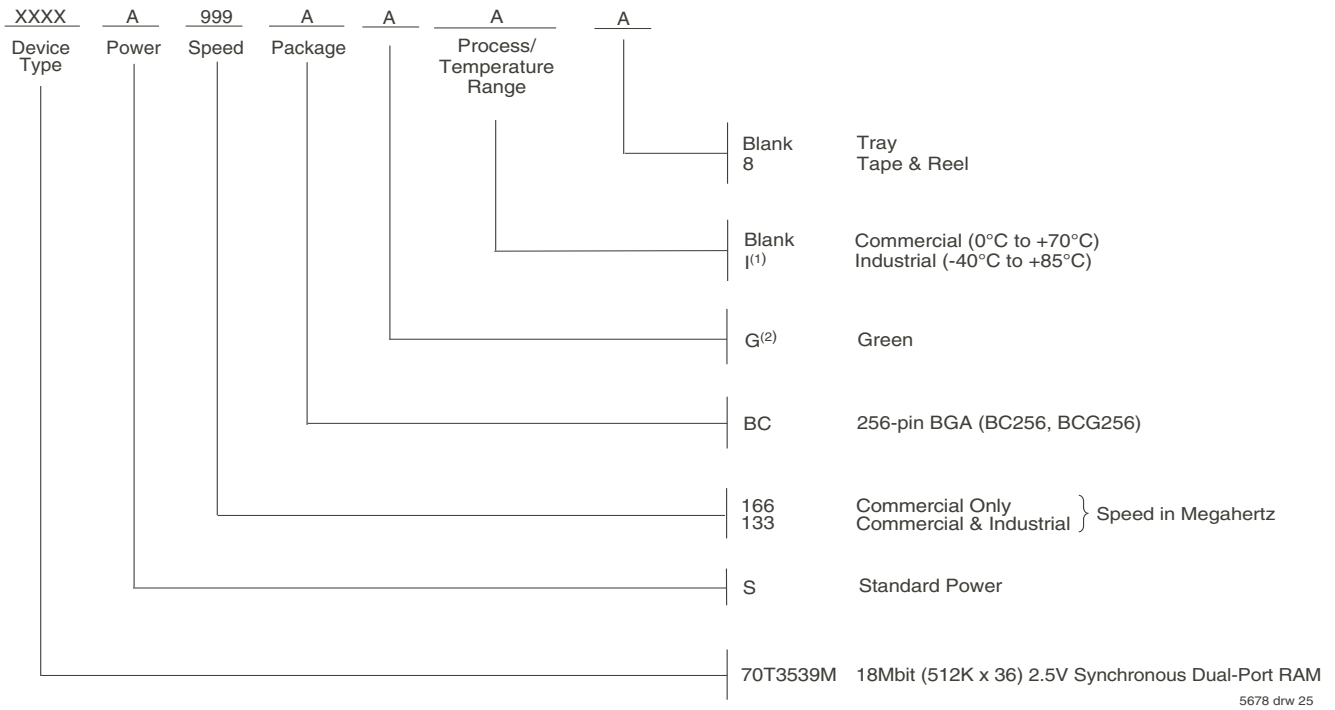 XXXX A 999 A A A A
Device Type Power Speed Package Process/ Temperature Range
Blank Tray
8 Tape & Reel
Blank Commercial (0°C to +70°C)
I(1) Industrial (-40°C to +85°C)
G(2) Green
BC 256-pin BGA (BC256, BCG256)
166 Commercial Only
133 Commercial & Industrial
Speed in Megahertz
S Standard Power
70T3539M 18Mbit (512K x 36) 2.5V Synchronous Dual-Port RAM
5678 drw 25